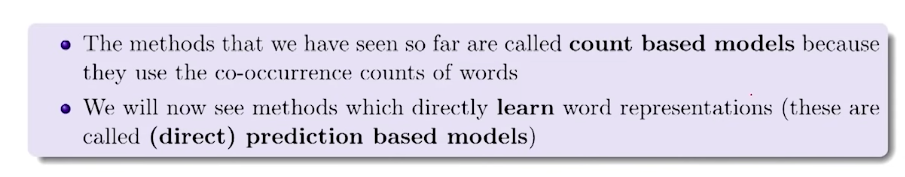 The methods that we have seen so far are called count based models because
they use the co-occurrence counts of words
We will now see methods which directly learn word representations (these are
called (direct) prediction based models)